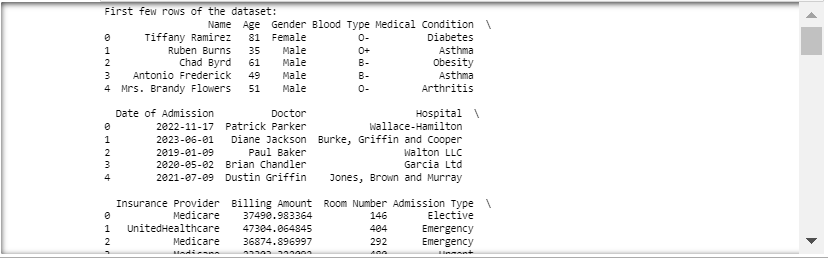 First few rows of the dataset:
Name Age Gender Blood Type Medical Condition \
0 Tiffany Ramirez 81 Female O- Diabetes
1 Ruben Burns 35 Male O+ Asthma
2 Chad Byrd 61 Male B- Obesity
3 Antonio Frederick 49 Male B- Asthma
4 Mrs. Brandy Flowers 51 Male O- Arthritis
Date of Admission Doctor Hospital \
0 2022-11-17 Patrick Parker Wallace-Hamilton
1 2023-06-01 Diane Jackson Burke, Griffin and Cooper
2 2019-01-09 Paul Baker Walton LLC
3 2020-05-02 Brian Chandler Garcia Ltd
4 2021-07-09 Dustin Griffin Jones, Brown and Murray
Insurance Provider Billing Amount Room Number Admission Type \
0 Medicare 37490.983364 146 Elective
1 UnitedHealthcare 47304.064845 404 Emergency
2 Medicare 36874.896997 292 Emergency
3 Medicare Urgent